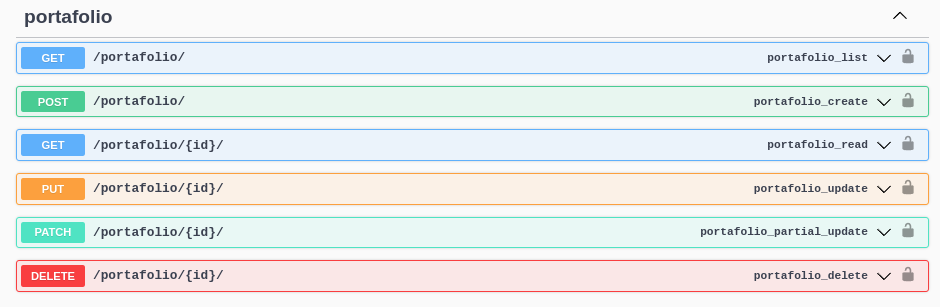 portafolio
GET /portafolio/ portafolio_list
POST /portafolio/ portafolio_create
GET /portafolio/{id}/ portafolio_read
PUT /portafolio/{id}/ portafolio_update
PATCH /portafolio/{id}/ portafolio_partial_update
DELETE /portafolio/{id}/ portafolio_delete